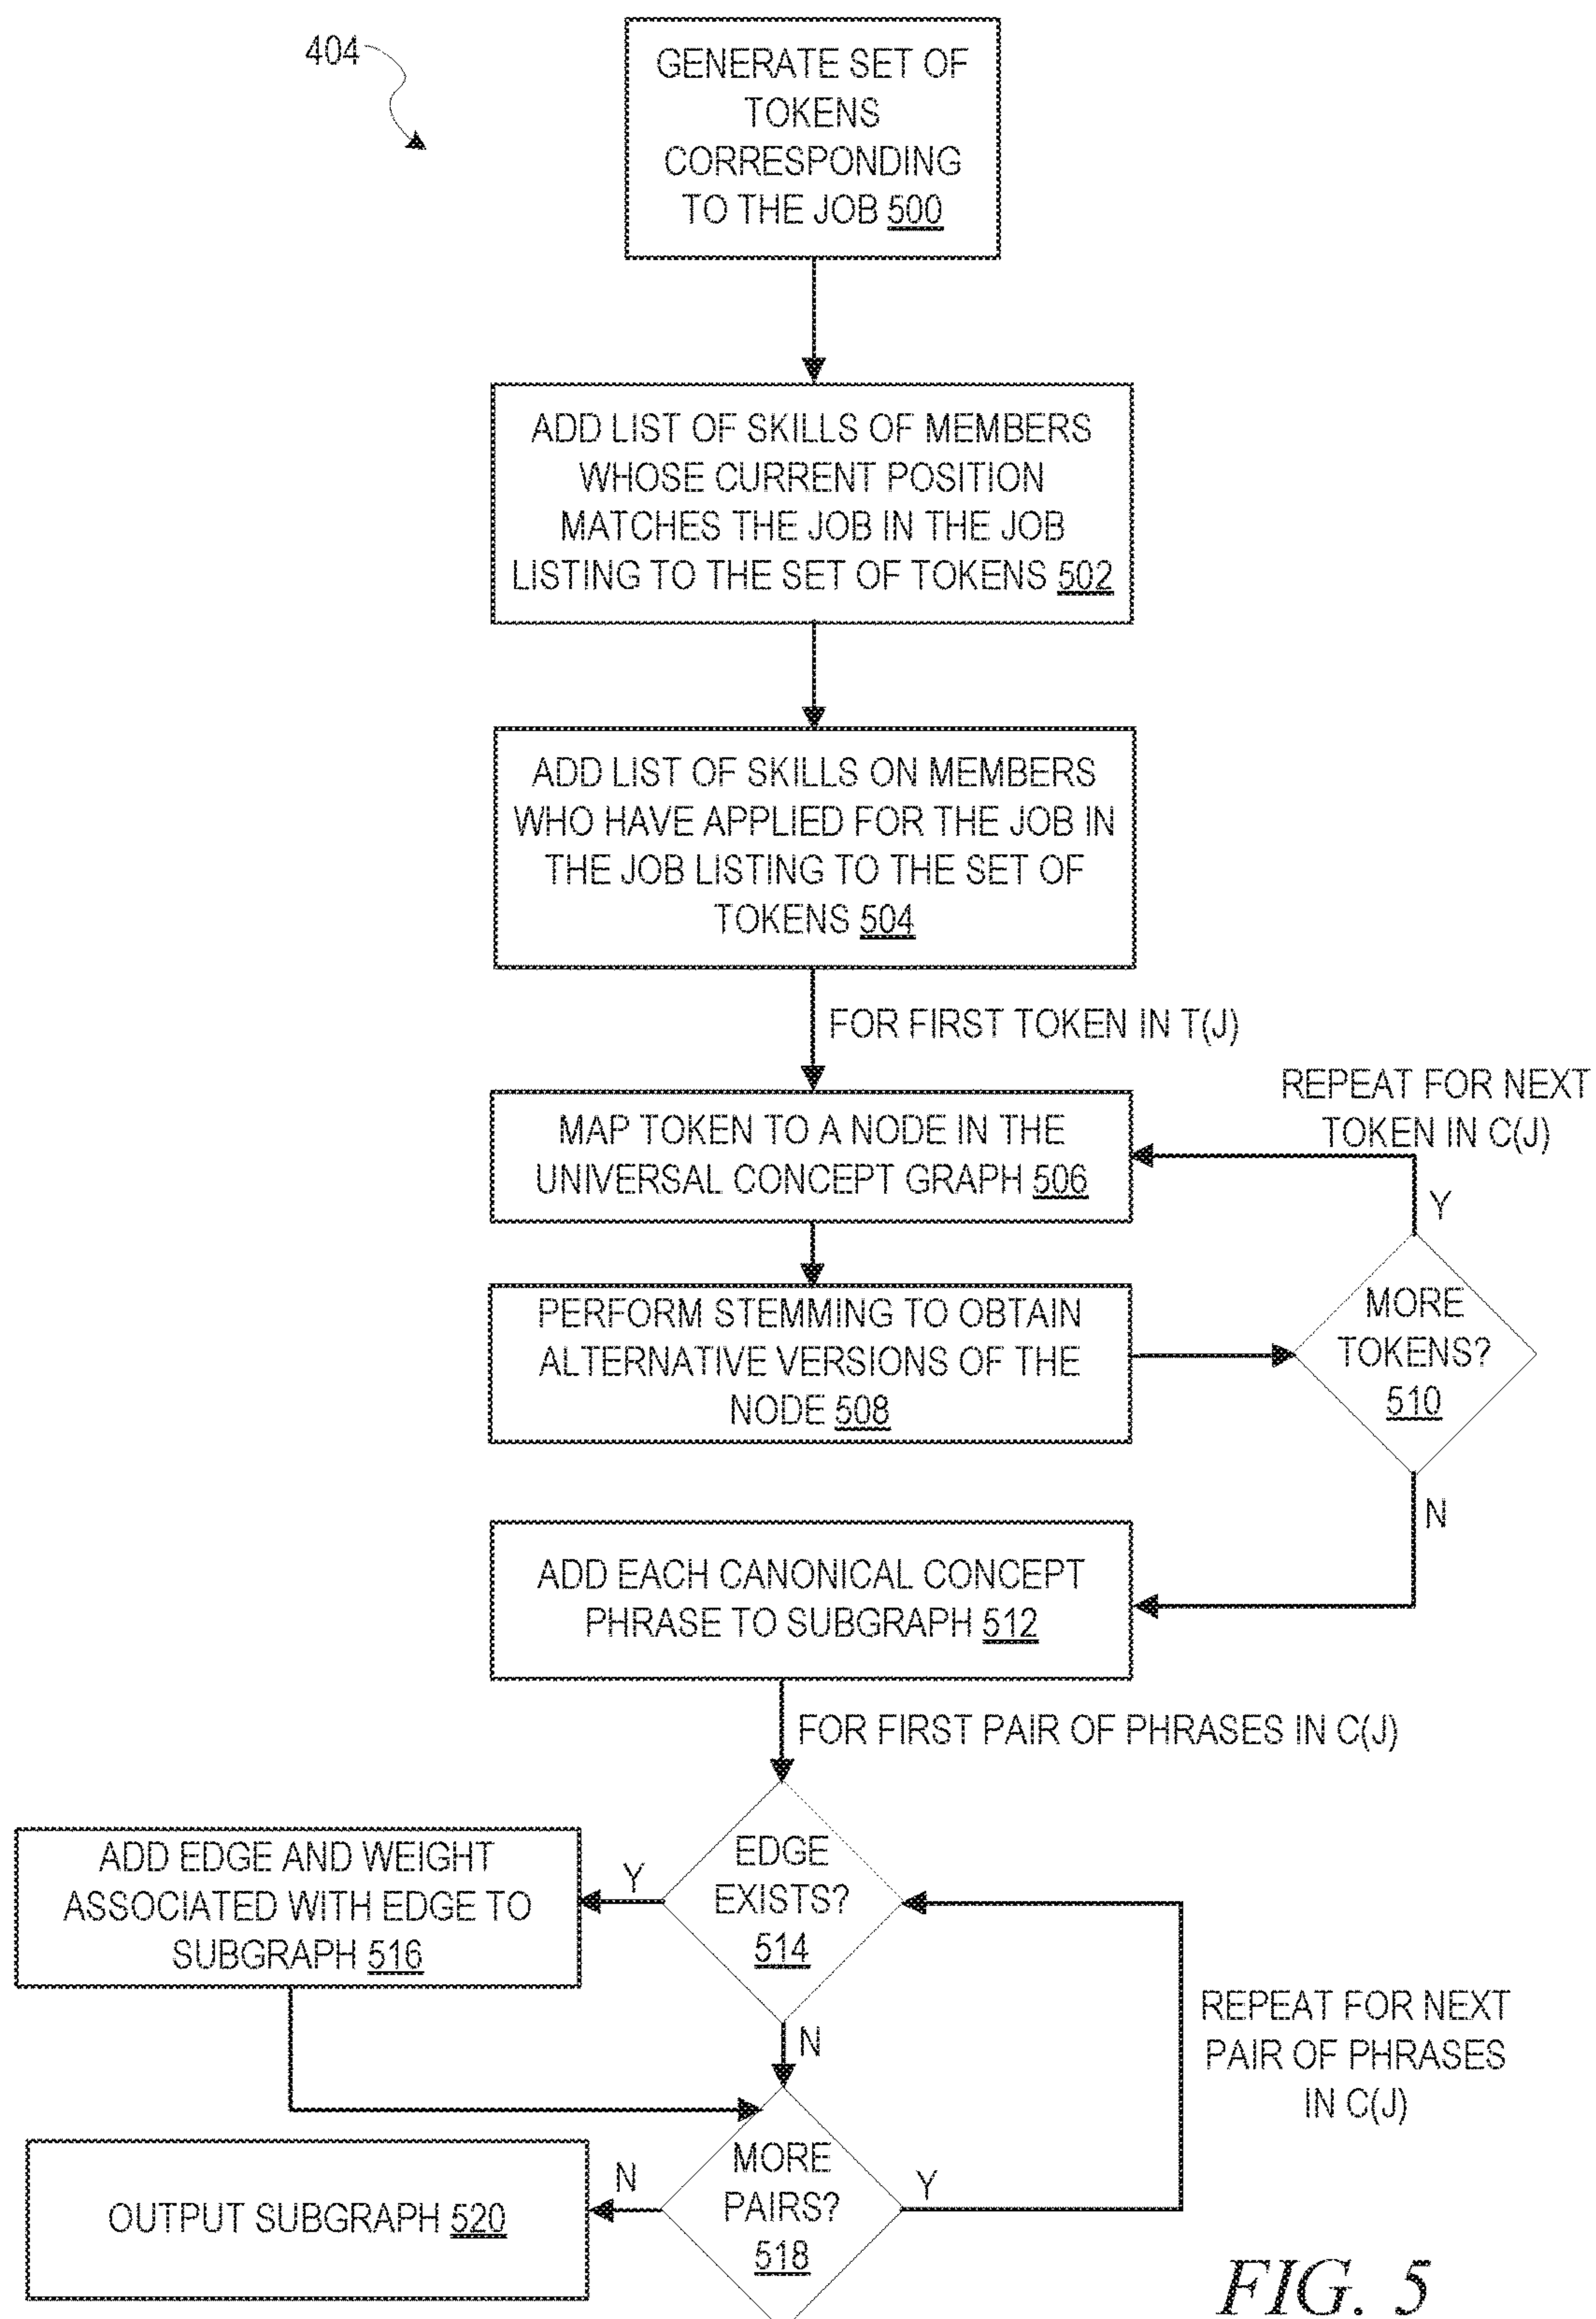 404
GENERATE SET OF
TOKENS
CORRESPONDING
TO THE JOB 500
ADD LIST OF SKILLS OF MEMBERS
WHOSE CURRENT POSITION
MATCHES THE JOB IN THE JOB
LISTING TO THE SET OF TOKENS 502
ADD LIST OF SKILLS ON MEMBERS
WHO HAVE APPLIED FOR THE JOB IN
THE JOB LISTING TO THE SET OF
TOKENS 504
FOR FIRST TOKEN IN T(J)
REPEAT FOR NEXT
TOKEN IN C(J)
MAP TOKEN TO A NODE IN THE
UNIVERSAL CONCEPT GRAPH 506
Y
PERFORM STEMMING TO OBTAIN
ALTERNATIVE VERSIONS OF THE
NODE 508
MORE
TOKENS?
510
N
ADD EACH CANONICAL CONCEPT
PHRASE TO SUBGRAPH 512
FOR FIRST PAIR OF PHRASES IN C(J)
EDGE
EXISTS?
514
Y
ADD EDGE AND WEIGHT
ASSOCIATED WITH EDGE TO
SUBGRAPH 516
N
REPEAT FOR NEXT
PAIR OF PHRASES
IN C(J)
MORE
PAIRS?
518
N
Y
OUTPUT SUBGRAPH 520
FIG. 5